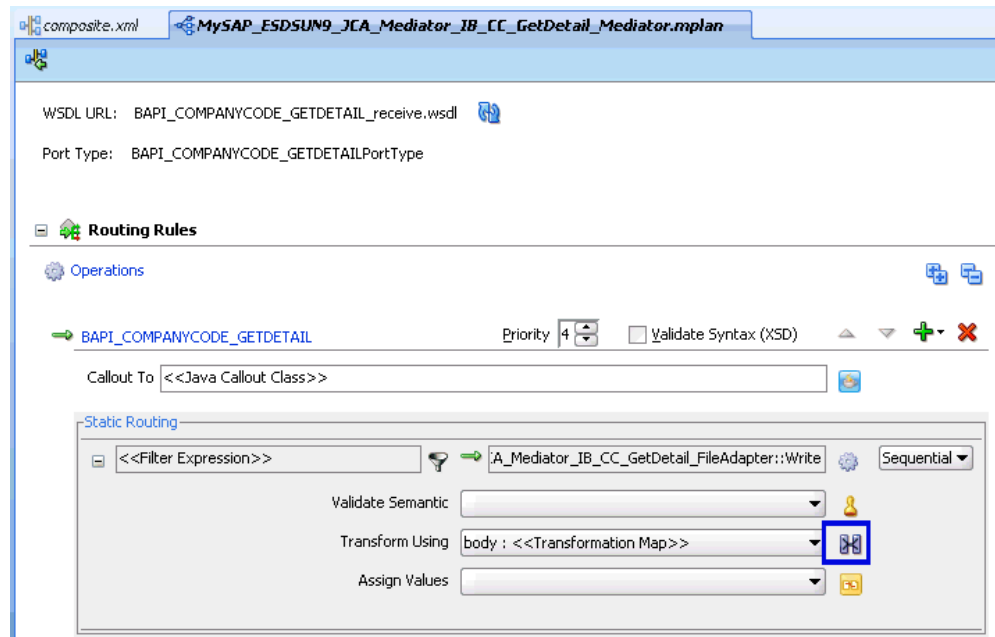 composite.xml MySAP_ESDSUN9_JCA_Mediator_IB_CC_GetDetail_Mediator.mplan
WSDL URL: BAPI_COMPANYCODE_GETDETAIL_receive.wsdl
Port Type: BAPI_COMPANYCODE_GETDETAILPortType
Routing Rules
Operations
BAPI_COMPANYCODE_GETDETAIL Priority 4 Validate Syntax (XSD)
Callout To <<Java Callout Class>>
Static Routing
<<Filter Expression>> :A_Mediator_IB_CC_GetDetail_FileAdapter::Write Sequential
Validate Semantic
Transform Using body : <<Transformation Map>>
Assign Values